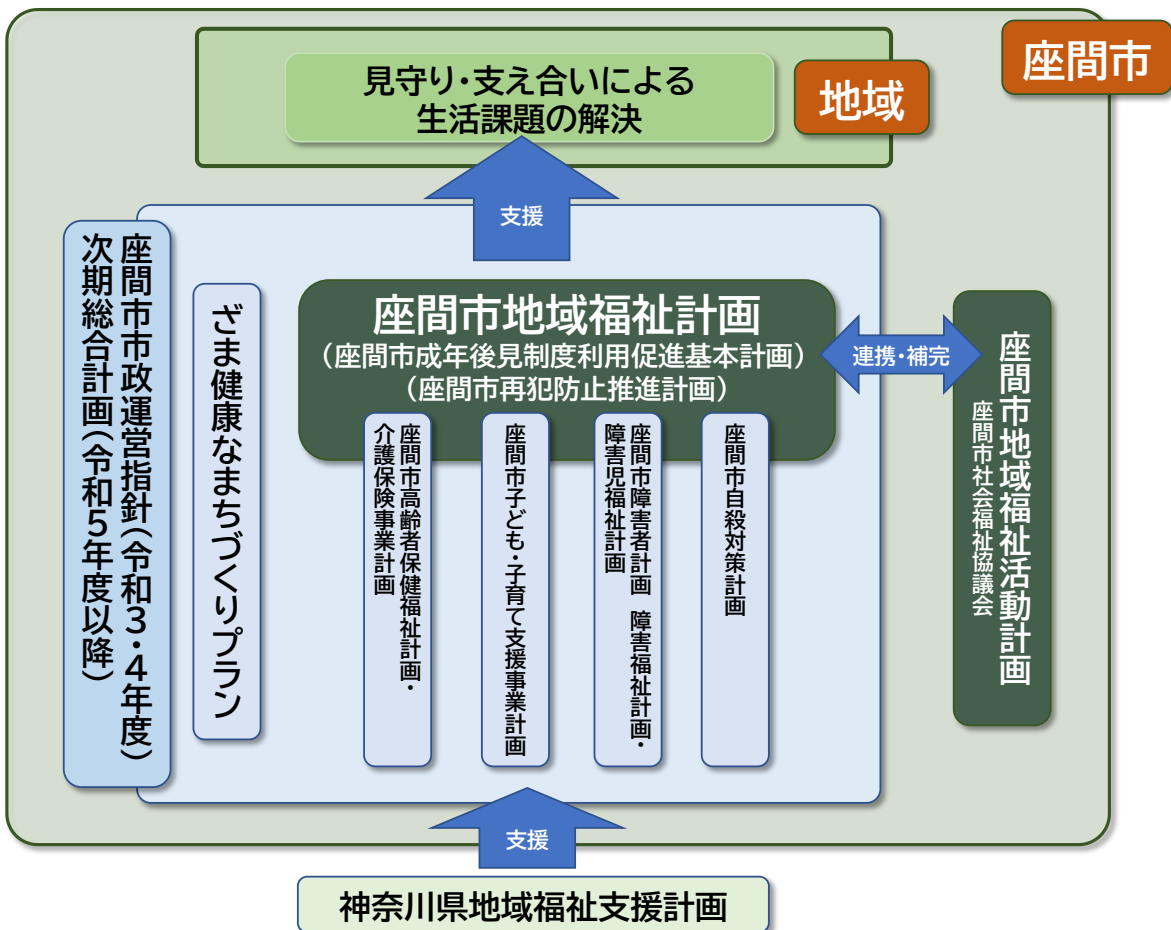 座間市
地域
見守り・支え合いによる
生活課題の解決
支援
座間市市政運営指針(令和3・4年度)
次期総合計画(令和5年度以降)
ざま健康なまちづくりプラン
座間市地域福祉計画
(座間市成年後見制度利用促進基本計画)
(座間市再犯防止推進計画)
座間市高齢者保健福祉計画・
介護保険事業計画
座間市子ども・子育て支援事業計画
座間市障害者計画 障害福祉計画・
障害児福祉計画
座間市自殺対策計画
連携・補完
座間市地域福祉活動計画
座間市社会福祉協議会
支援
神奈川県地域福祉支援計画